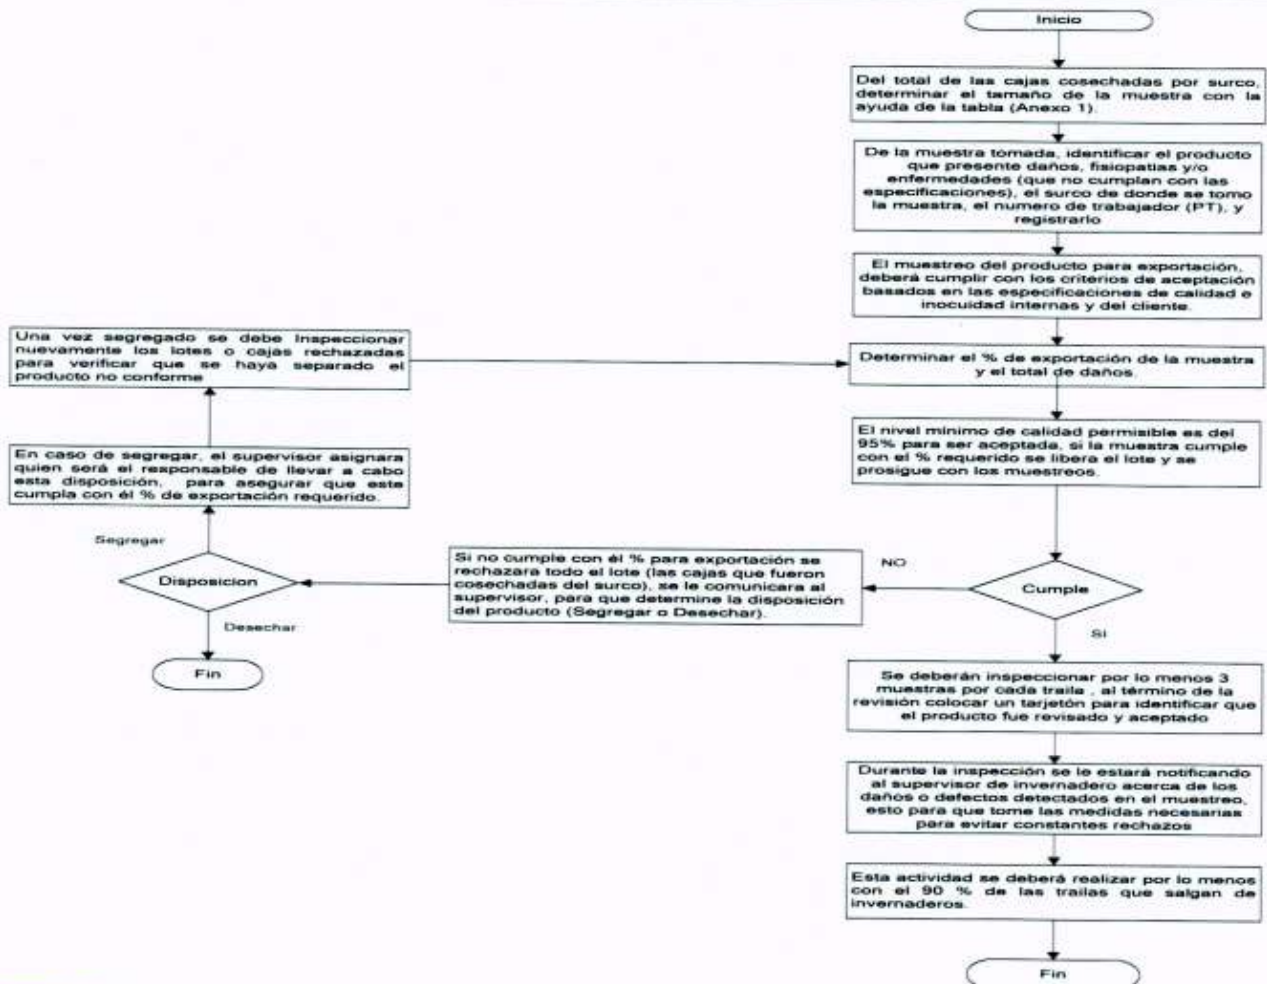 Inicio
Del total de las cajas cosechadas por surco,
determinar el tamaño de la muestra con la
ayuda de la tabla (Anexo 1).
De la muestra tomada, identificar el producto
que presente daños, fisiopatias y/o
enfermedades (que no cumplan con las
especificaciones), el surco de donde se tomo
la muestra, el numero de trabajador (PT), y
registrarlo
El muestreo del producto para exportación,
deberá cumplir con los criterios de aceptación
basados en las especificaciones de calidad e
inocuidad internas y del cliente.
Determinar el % de exportación de la muestra
y el total de daños.
El nivel mínimo de calidad permisible es del
95% para ser aceptada, si la muestra cumple
con el % requerido se libera el lote y se
prosigue con los muestreos.
Cumple
NO
Si no cumple con él % para exportación se
rechazara todo el lote (las cajas que fueron
cosechadas del surco), se le comunicara al
supervisor, para que determine la disposición
del producto (Segregar o Desechar).
Disposicion
Segregar
En caso de segregar, el supervisor asignara
quien será el responsable de llevar a cabo
esta disposición, para asegurar que este
cumpla con él % de exportación requerido.
Una vez segregado se debe Inspeccionar
nuevamente los lotes o cajas rechazadas
para verificar que se haya separado el
producto no conforme
Desechar
Fin
Si
Se deberán inspeccionar por lo menos 3
muestras por cada traila , al término de la
revisión colocar un tarjetón para identificar que
el producto fue revisado y aceptado
Durante la inspección se le estará notificando
al supervisor de invernadero acerca de los
daños o defectos detectados en el muestreo,
esto para que tome las medidas necesarias
para evitar constantes rechazos
Esta actividad se deberá realizar por lo menos
con el 90 % de las trailas que salgan de
invernaderos.
Fin